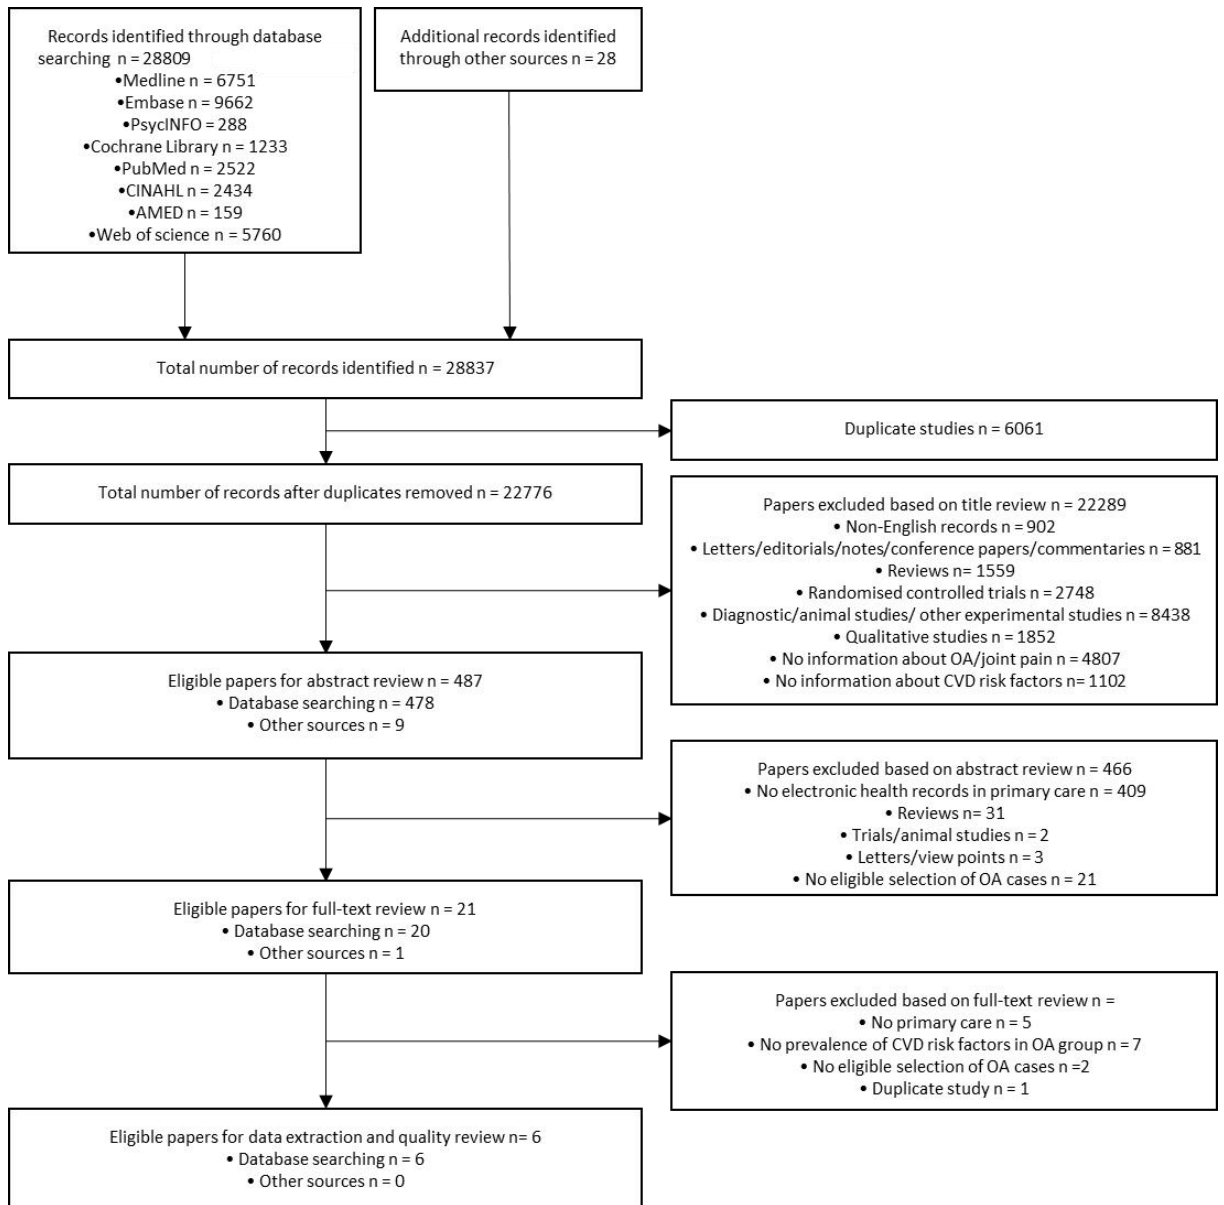 Records identified through database
searching n = 28809
•Medline n = 6751
•Embase n = 9662
•PsycINFO = 288
•Cochrane Library n = 1233
•PubMed n = 2522
•CINAHL n = 2434
•AMED n = 159
•Web of science n = 5760
Additional records identified
through other sources n = 28
Total number of records identified n = 28837
Duplicate studies n = 6061
Total number of records after duplicates removed n = 22776
Papers excluded based on title review n = 22289
• Non-English records n = 902
• Letters/editorials/notes/conference papers/commentaries n = 881
• Reviews n= 1559
• Randomised controlled trials n = 2748
• Diagnostic/animal studies/ other experimental studies n = 8438
• Qualitative studies n = 1852
• No information about OA/joint pain n = 4807
• No information about CVD risk factors n= 1102
Eligible papers for abstract review n = 487
• Database searching n = 478
• Other sources n = 9
Papers excluded based on abstract review n = 466
• No electronic health records in primary care n = 409
• Reviews n= 31
• Trials/animal studies n = 2
• Letters/view points n = 3
• No eligible selection of OA cases n = 21
Eligible papers for full-text review n = 21
• Database searching n = 20
• Other sources n = 1
Papers excluded based on full-text review n =
• No primary care n = 5
• No prevalence of CVD risk factors in OA group n = 7
• No eligible selection of OA cases n =2
• Duplicate study n = 1
Eligible papers for data extraction and quality review n= 6
• Database searching n = 6
• Other sources n = 0